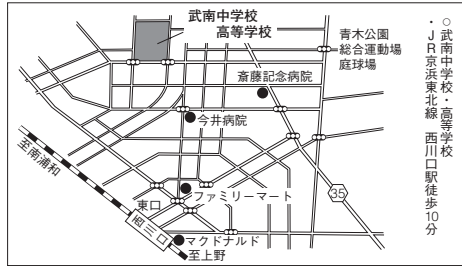 武南中学校
高等学校
青木公園
総合運動場
庭球場
斎藤記念病院
今井病院
至南浦和
ファミリーマート
35
東口
西川口
マクドナルド
至上野
○武南中学校・高等学校
・JR京浜東北線 西川口駅徒歩10分